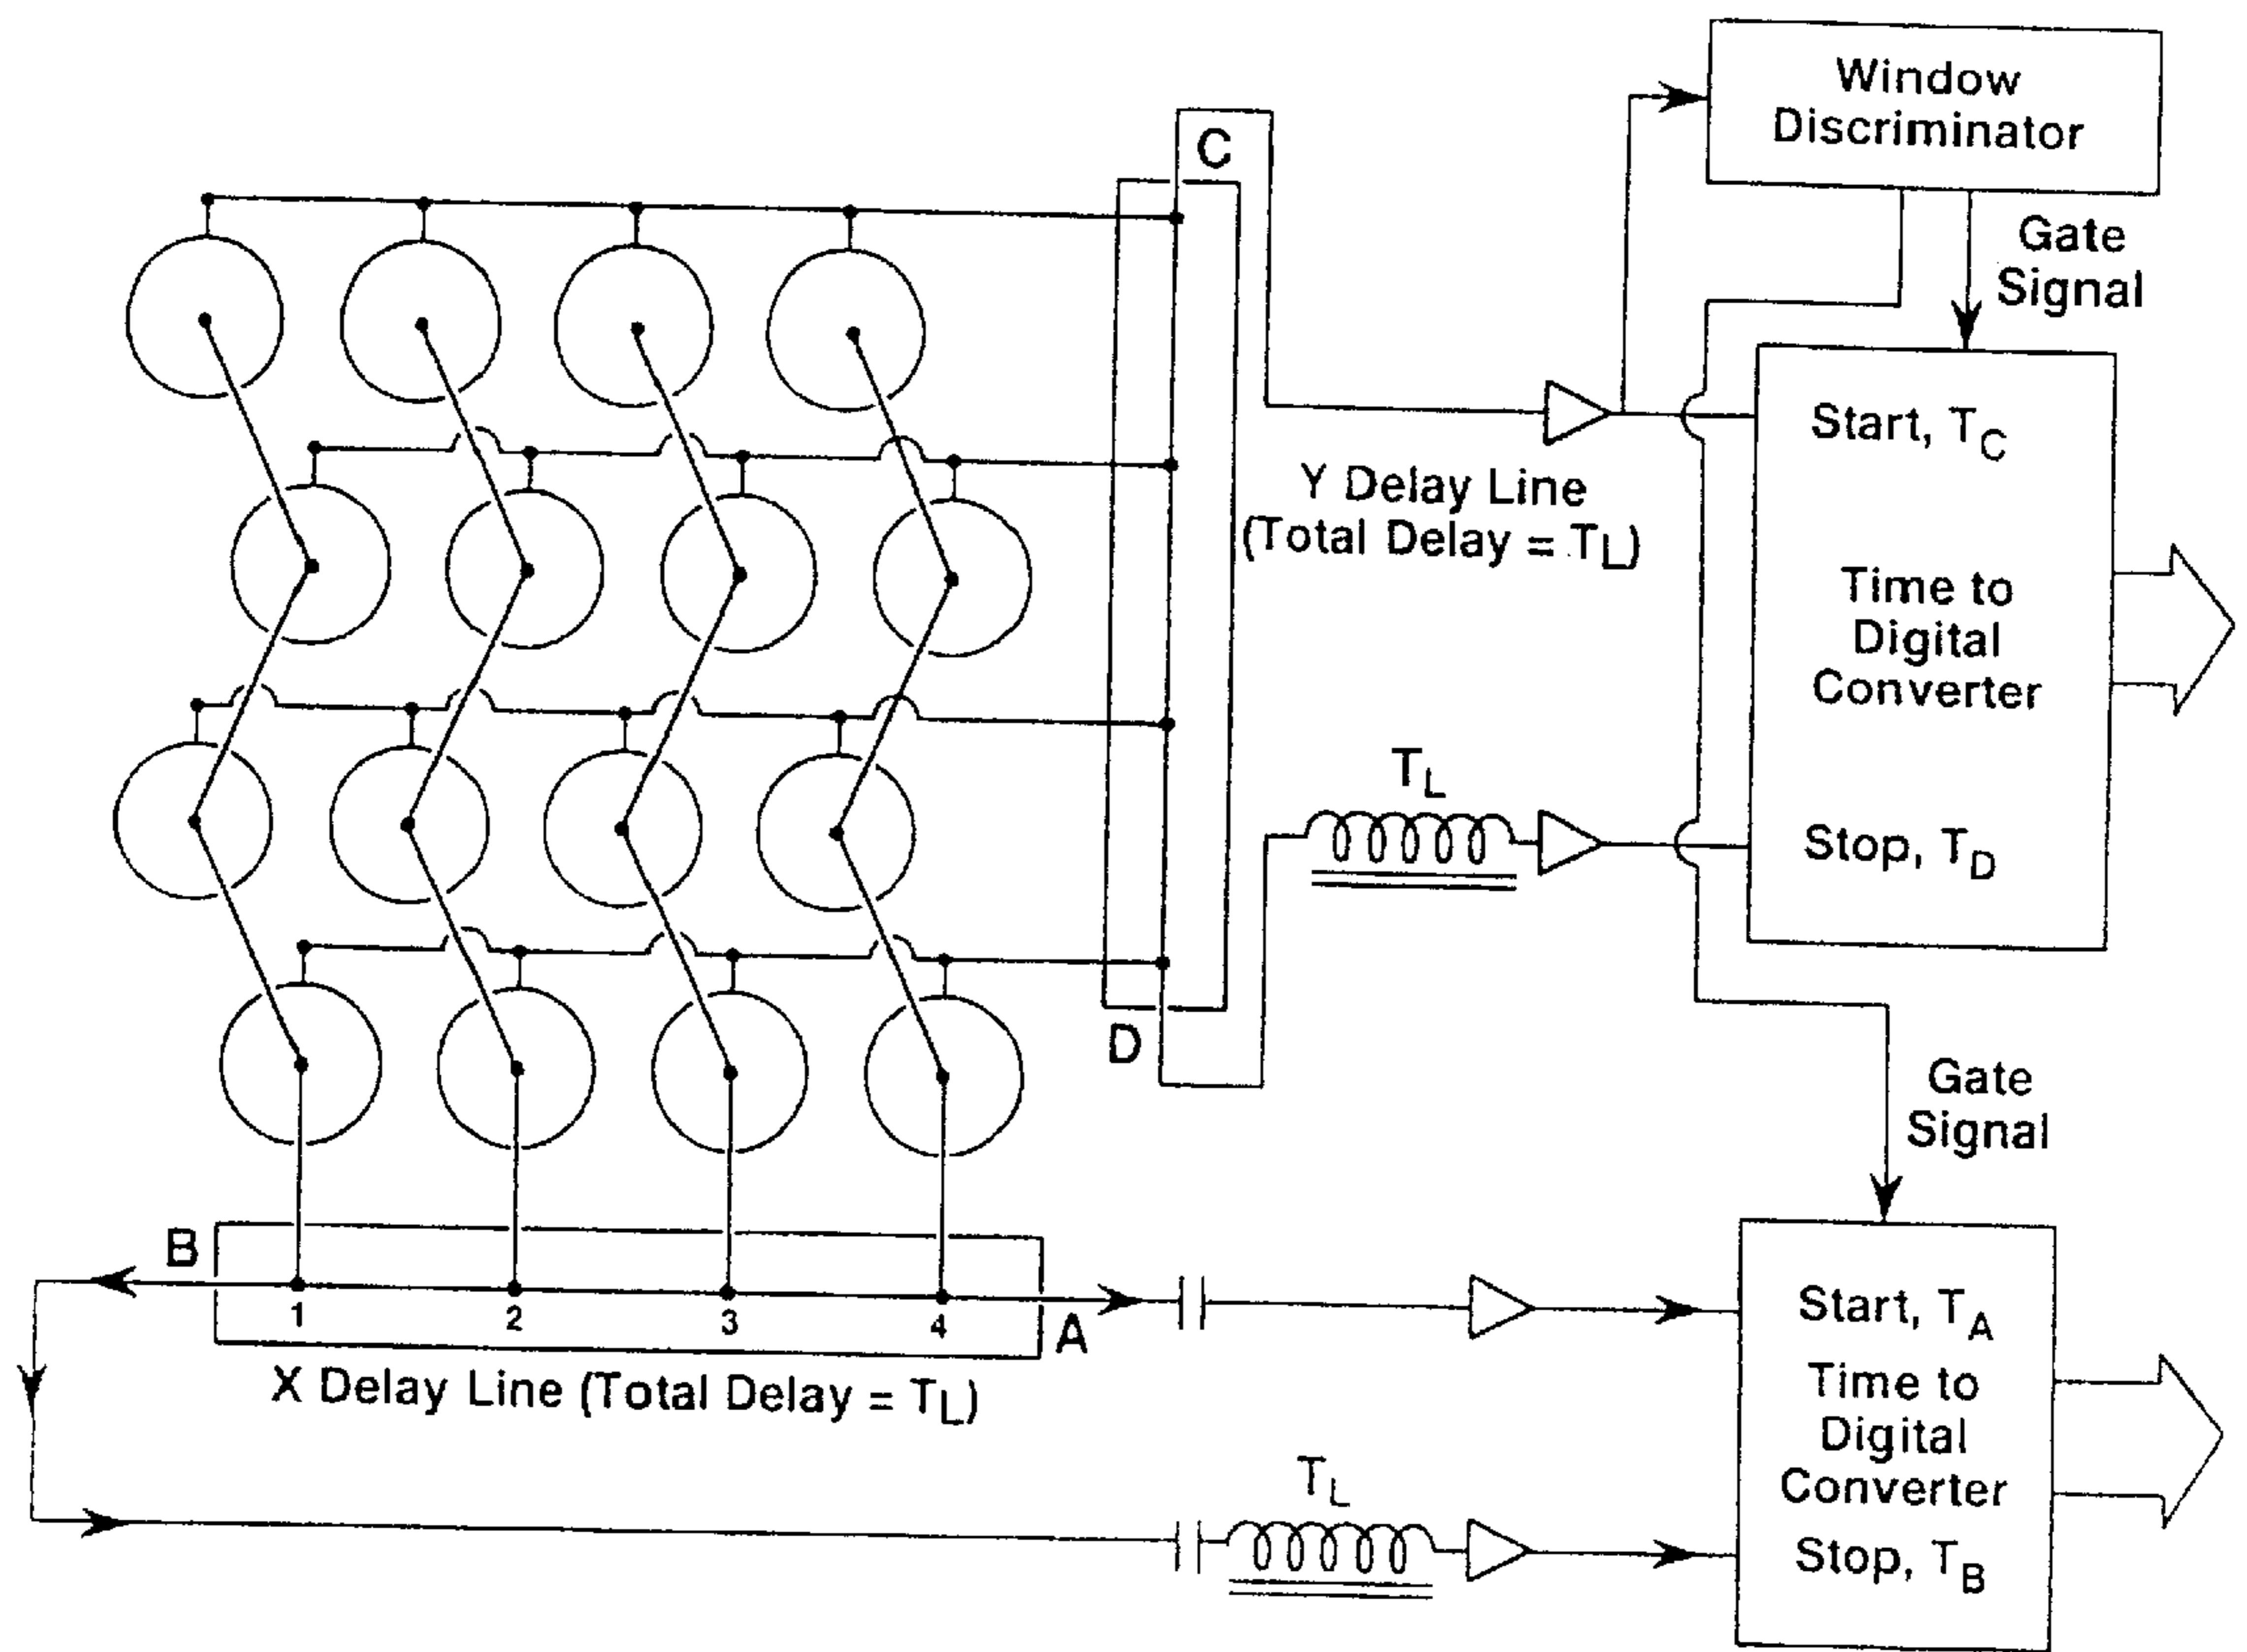 Window
Discriminator
C
Gate
Signal
Start, T_C
Y Delay Line
(Total Delay = T_L)
Time to
Digital
Converter
T_L
Stop, T_D
D
Gate
Signal
B
1 2 3 4
A
X Delay Line (Total Delay = T_L)
Start, T_A
Time to
Digital
Converter
T_L
Stop, T_B